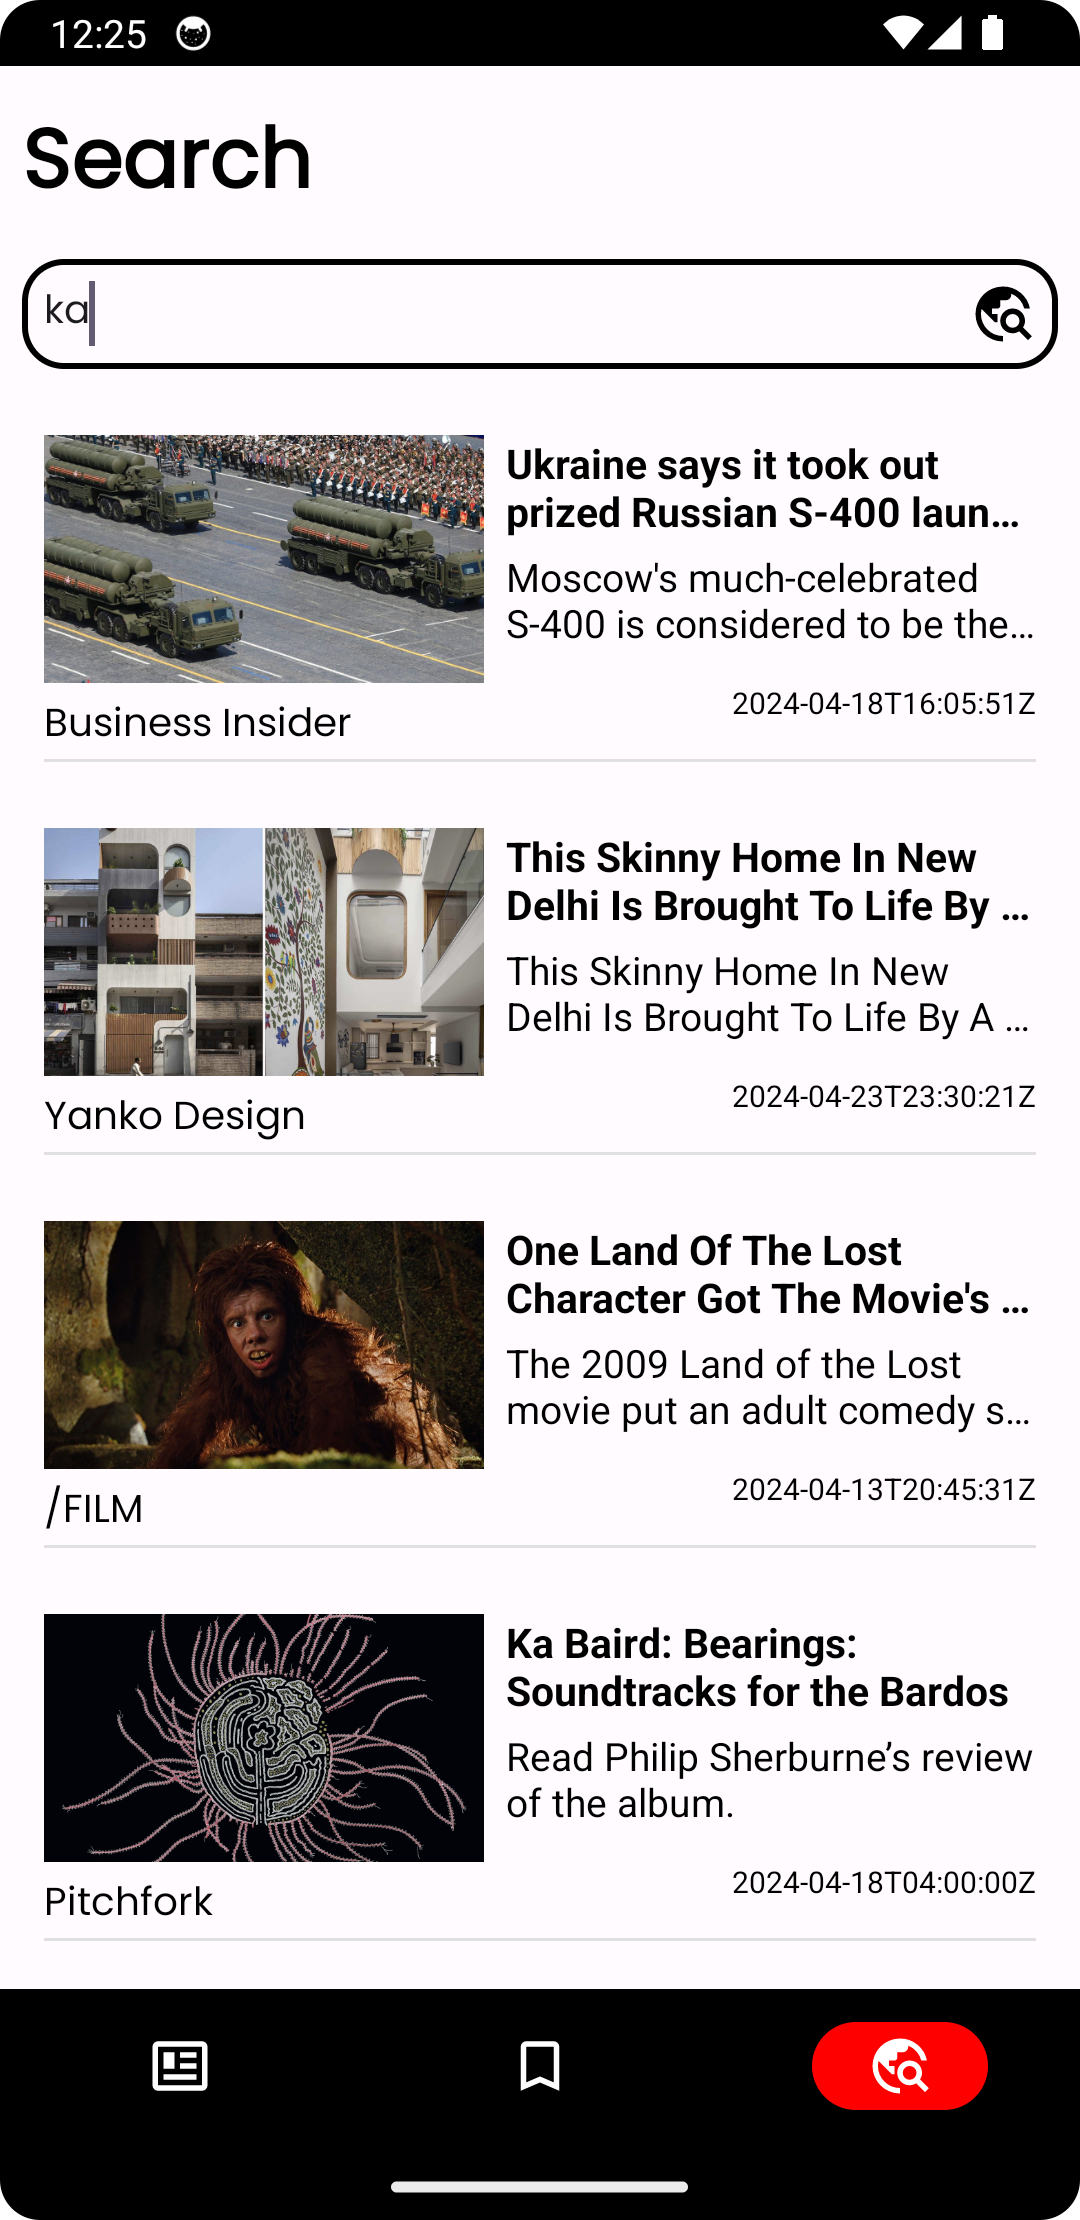 12:25
Search
ka
Ukraine says it took out
prized Russian S-400 laun…
Moscow's much-celebrated
S-400 is considered to be the…
2024-04-18T16:05:51Z
Business Insider
This Skinny Home In New
Delhi Is Brought To Life By …
This Skinny Home In New
Delhi Is Brought To Life By A …
2024-04-23T23:30:21Z
Yanko Design
One Land Of The Lost
Character Got The Movie's …
The 2009 Land of the Lost
movie put an adult comedy s…
2024-04-13T20:45:31Z
/FILM
Ka Baird: Bearings:
Soundtracks for the Bardos
Read Philip Sherburne’s review
of the album.
2024-04-18T04:00:00Z
Pitchfork